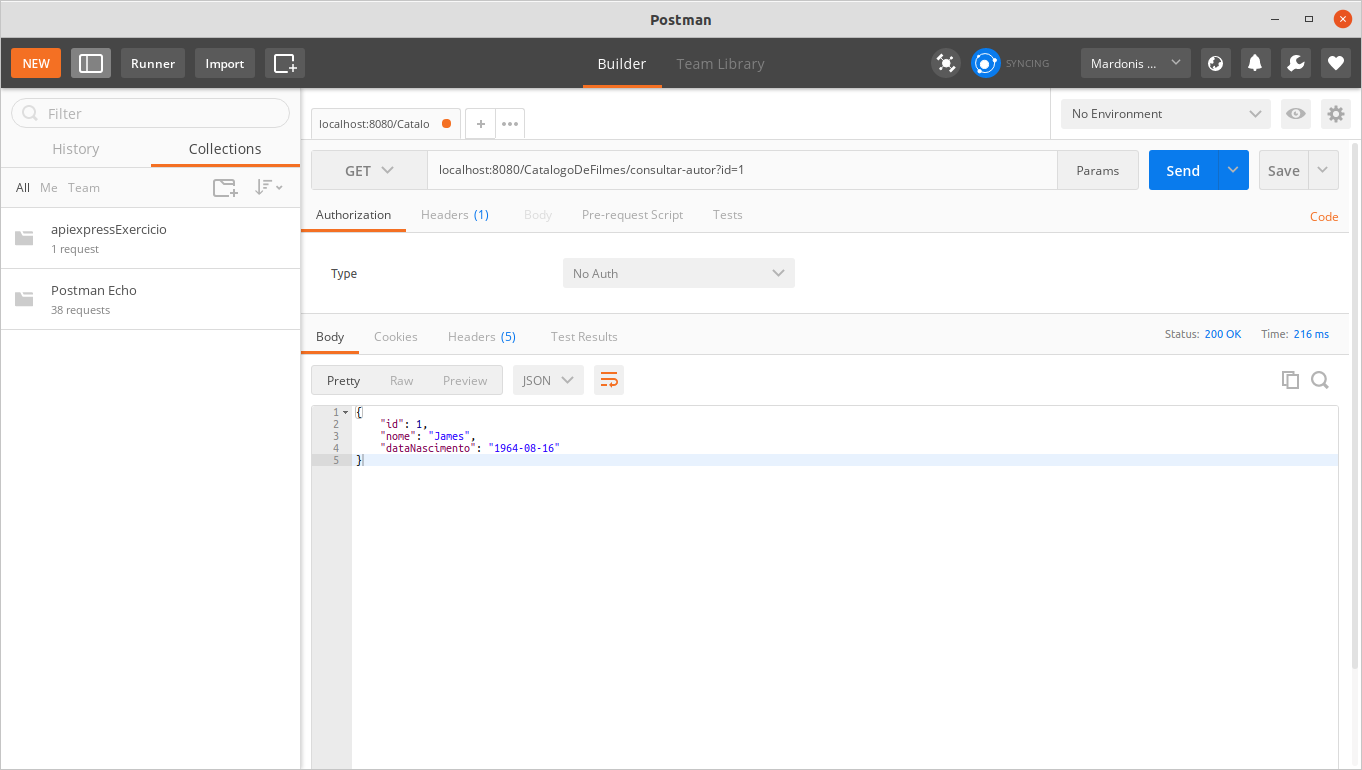 Postman
NEW
Runner
Import
Builder
Team Library
SYNCING
Mardonis ...
Filter
History
Collections
All Me Team
apiexpressExercicio
1 request
Postman Echo
38 requests
localhost:8080/Catalo
+
•••
No Environment
GET
localhost:8080/CatalogoDeFilmes/consultar-autor?id=1
Params
Send
Save
Authorization
Headers (1)
Body
Pre-request Script
Tests
Code
Type
No Auth
Body
Cookies
Headers (5)
Test Results
Status: 200 OK
Time: 216 ms
Pretty
Raw
Preview
JSON
1 {
2 "id": 1,
3 "nome": "James",
4 "dataNascimento": "1964-08-16"
5 }